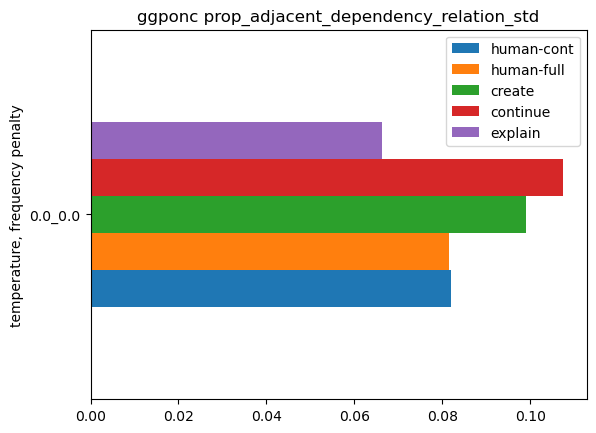 ggponc prop_adjacent_dependency_relation_std
human-cont
human-full
create
continue
explain
temperature, frequency penalty
0.0_0.0
0.00 0.02 0.04 0.06 0.08 0.10